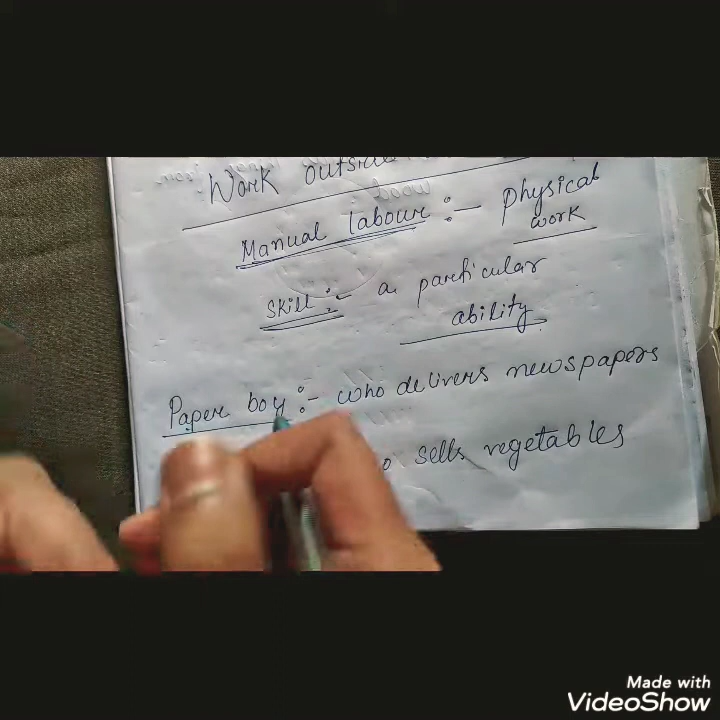 Work outside
Manual labour :- Physical
work
Skill :- a particular
ability
Paper boy :- who delivers newspapers
sells vegetables
Made with
VideoShow